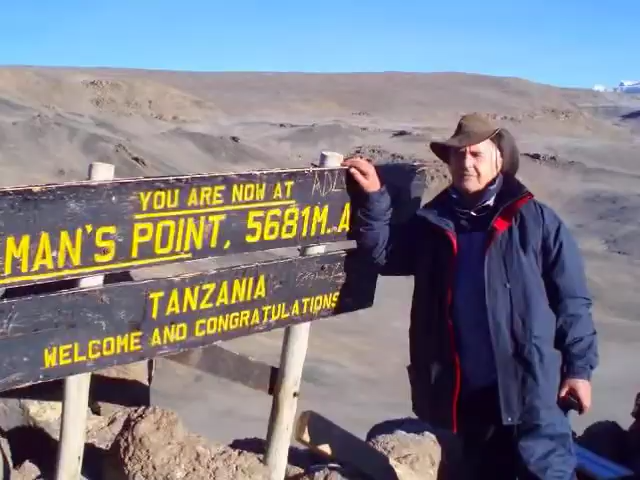 YOU ARE NOW AT
MAN'S POINT, 5681M.A
TANZANIA
WELCOME AND CONGRATULATIONS